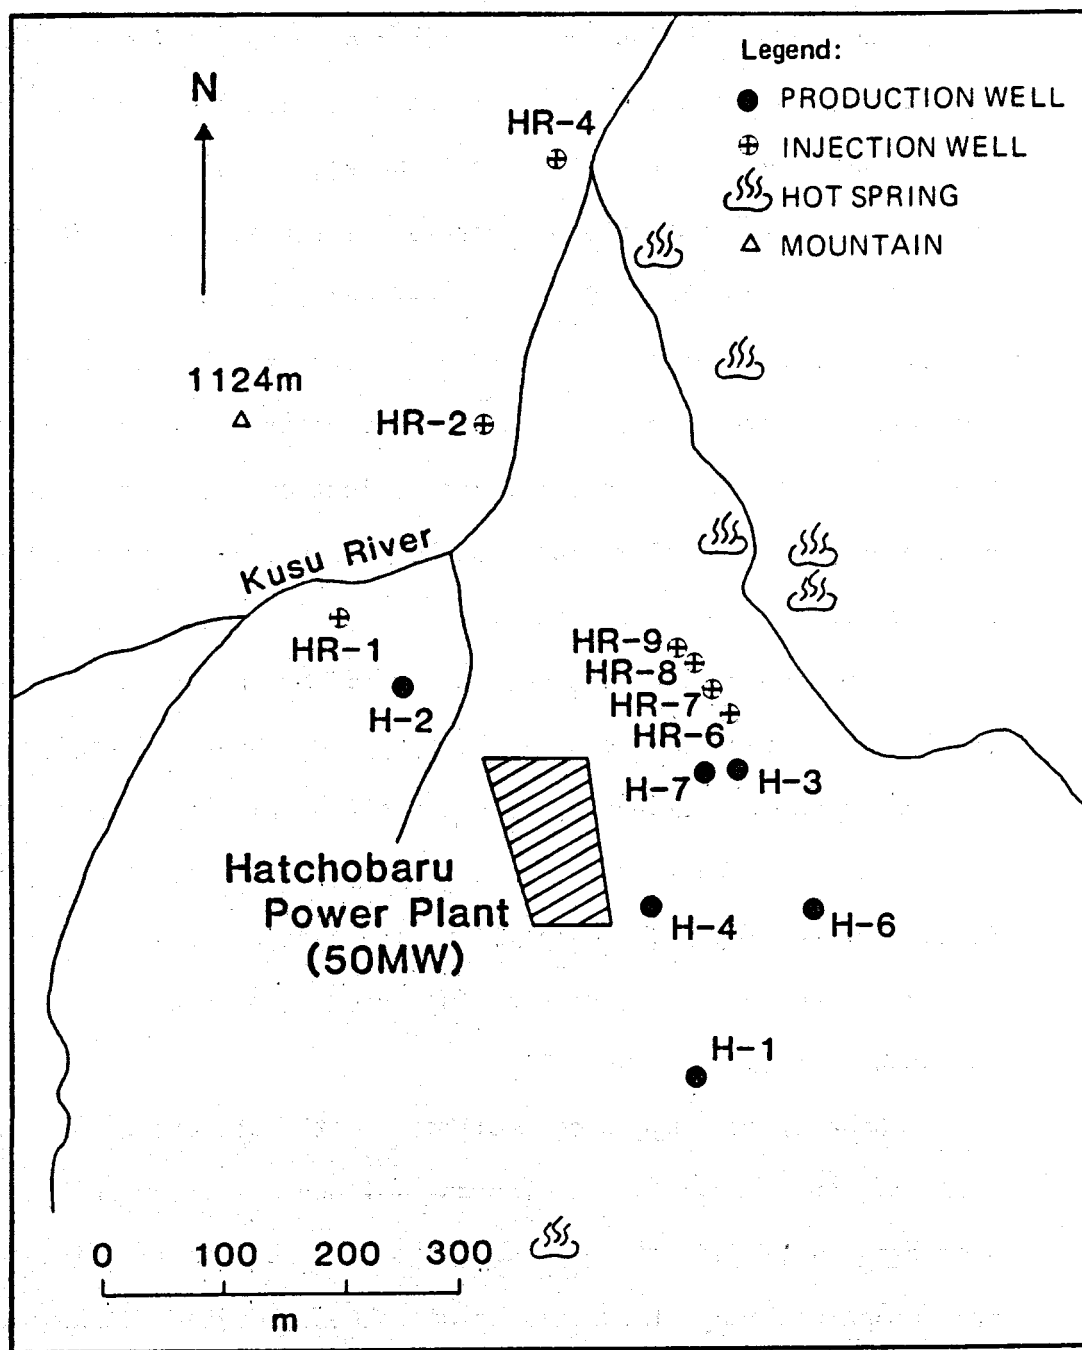 Legend:
PRODUCTION WELL
INJECTION WELL
HOT SPRING
MOUNTAIN
N
HR-4
1124m
HR-2
Kusu River
HR-1
H-2
HR-9
HR-8
HR-7
HR-6
H-7
H-3
Hatchobaru
Power Plant
(50MW)
H-4
H-6
H-1
0 100 200 300
m